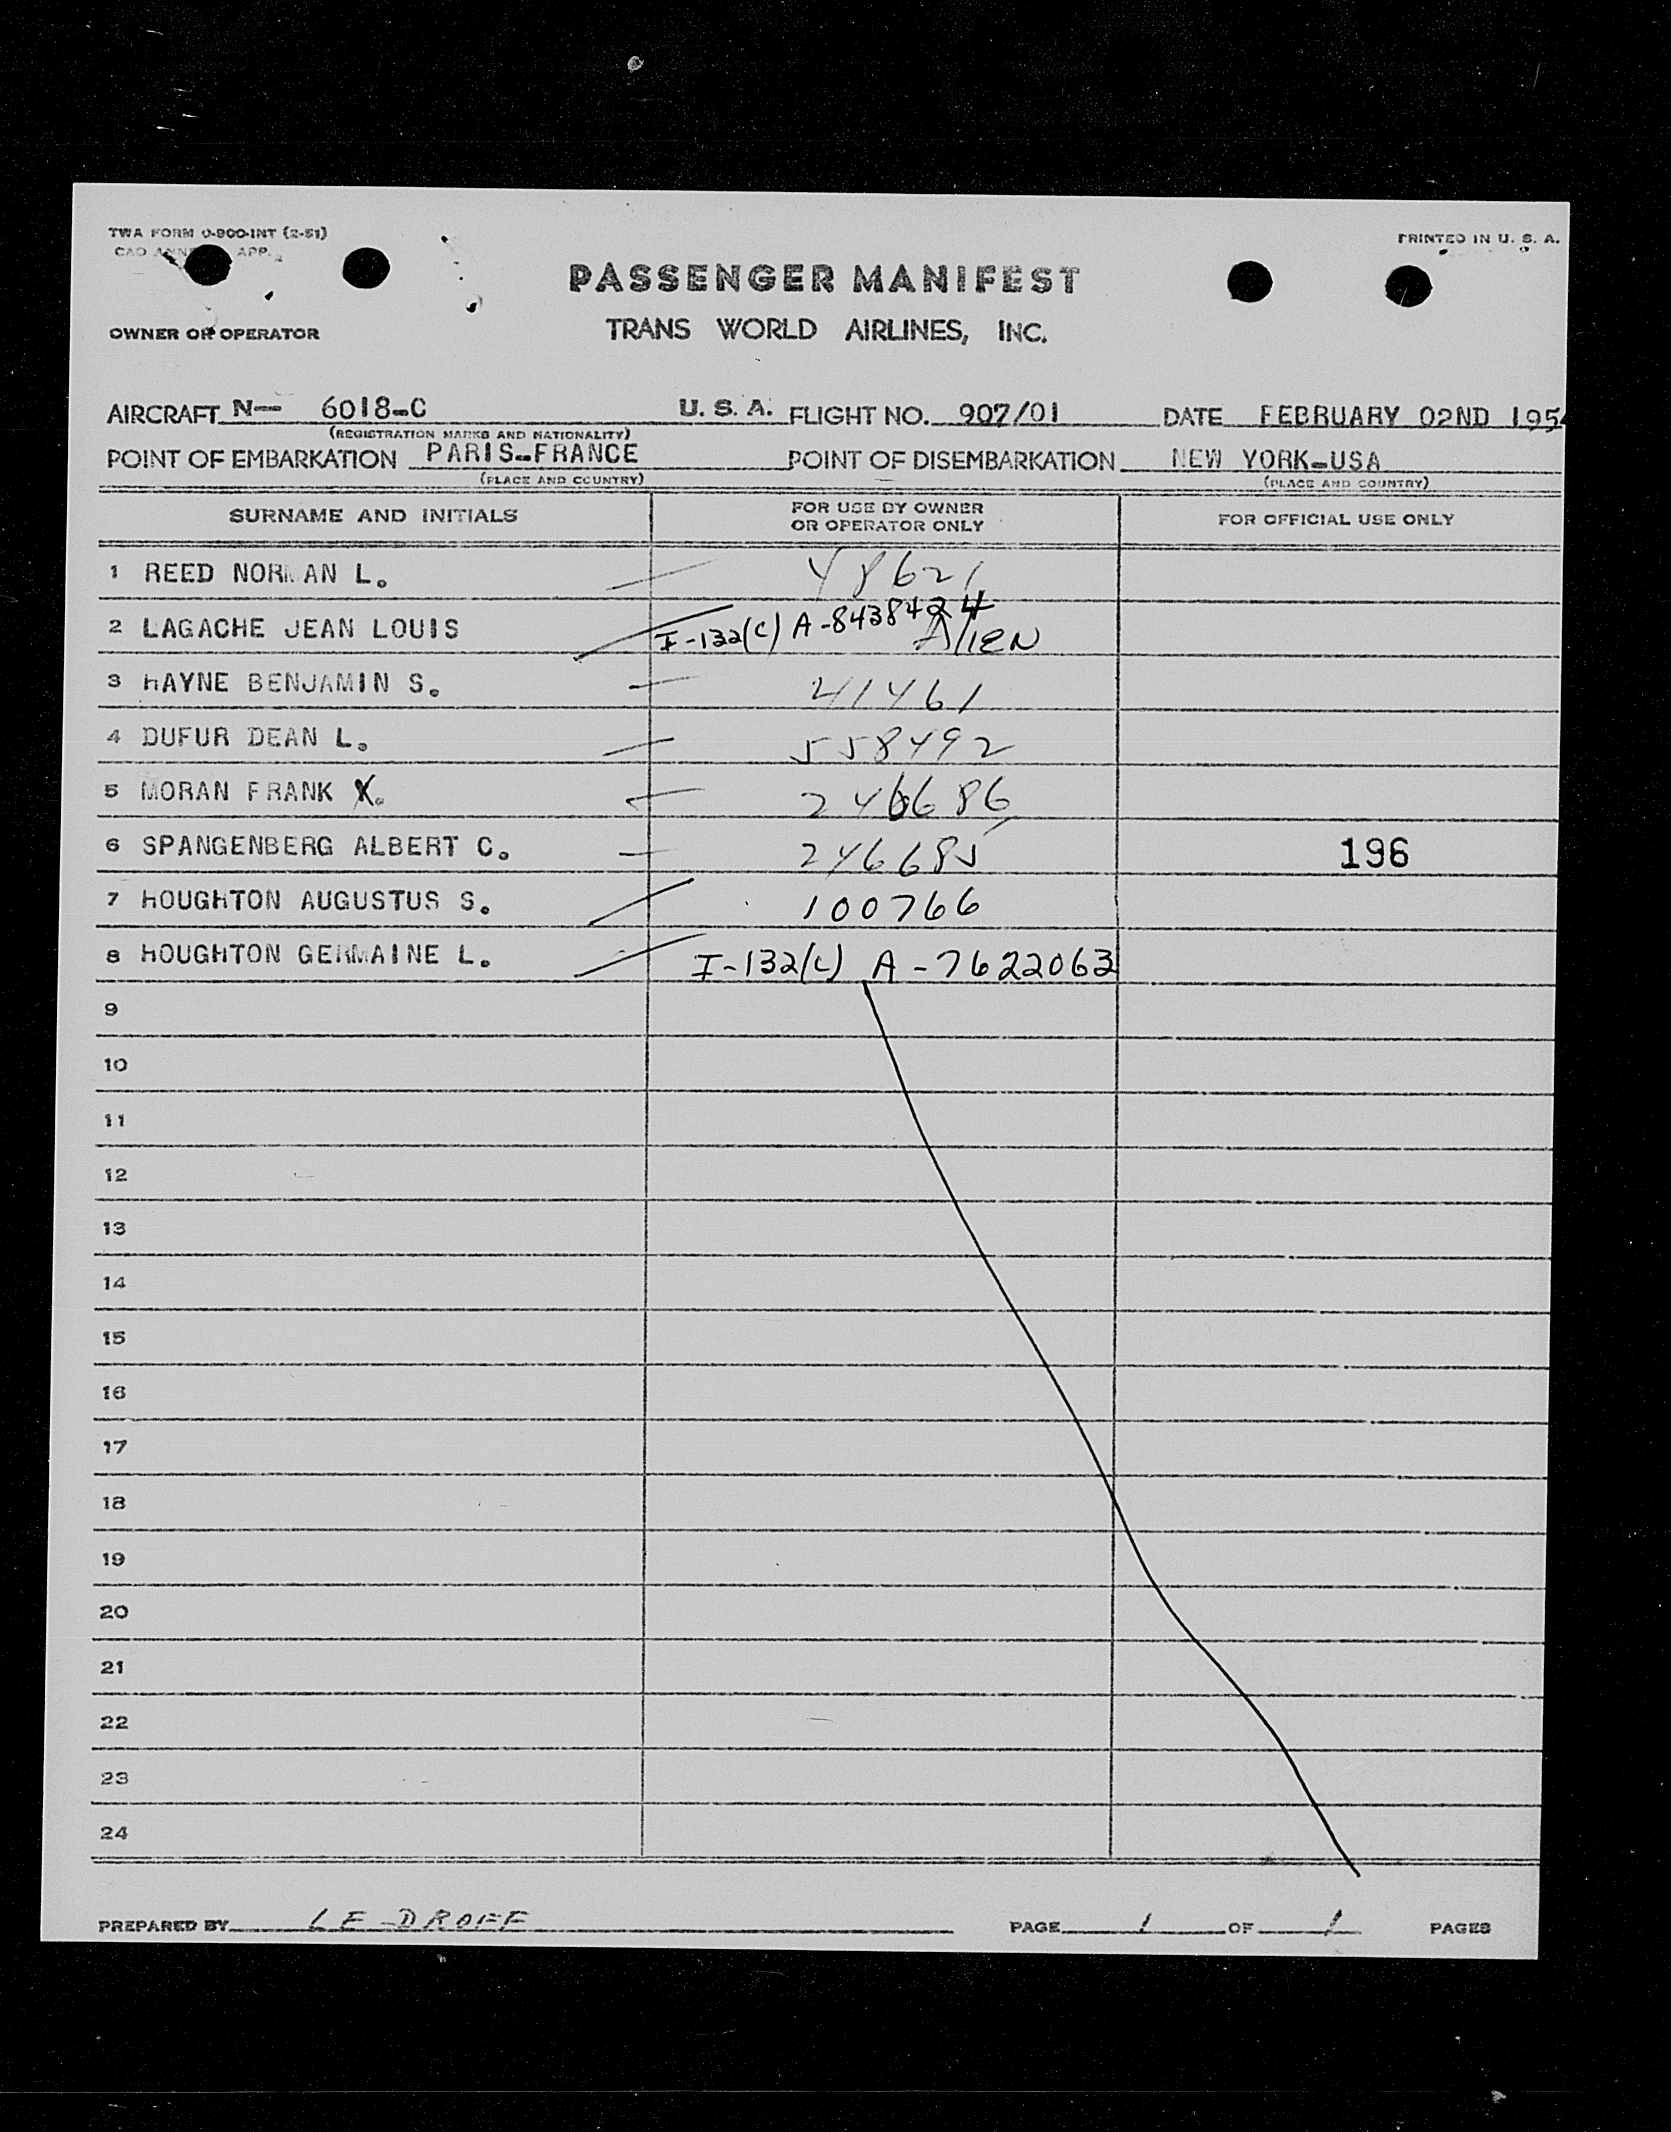 TWA FORM O-900-INT (2-51)
PRINTED IN U. S. A.
CAO ANNE APP.
PASSENGER MANIFEST
OWNER OR OPERATOR
TRANS WORLD AIRLINES, INC.
AIRCRAFT N— 6018-C U. S. A. FLIGHT NO. 907/01 DATE FEBRUARY 02ND 1954
(REGISTRATION MARKS AND NATIONALITY)
POINT OF EMBARKATION PARIS-FRANCE POINT OF DISEMBARKATION NEW YORK-USA
(PLACE AND COUNTRY) (PLACE AND COUNTRY)
SURNAME AND INITIALS FOR USE BY OWNER OR OPERATOR ONLY FOR OFFICIAL USE ONLY
1 REED NORMAN L. 48621
2 LAGACHE JEAN LOUIS I-132(C) A-8438424 Alien
3 HAYNE BENJAMIN S. 41461
4 DUFUR DEAN L. 558492
5 MORAN FRANK X. 246686
6 SPANGENBERG ALBERT C. 246685 196
7 HOUGHTON AUGUSTUS S. 100766
8 HOUGHTON GERMAINE L. I-132(C) A-7622063
9
10
11
12
13
14
15
16
17
18
19
20
21
22
23
24
PREPARED BY LE DROFF PAGE 1 OF 1 PAGES